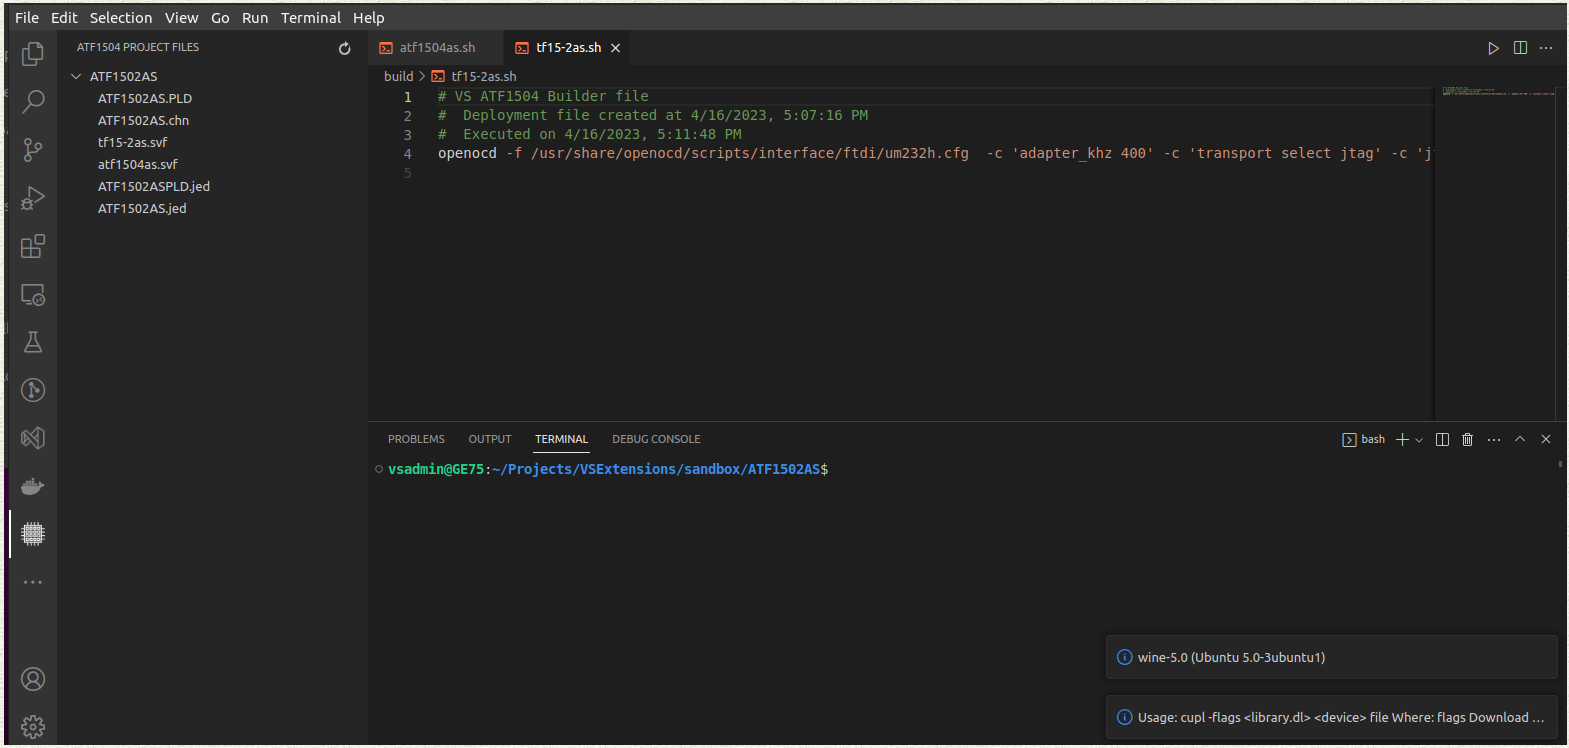 File Edit Selection View Go Run Terminal Help
ATF1504 PROJECT FILES
ATF1502AS
ATF1502AS.PLD
ATF1502AS.chn
tf15-2as.svf
atf1504as.svf
ATF1502ASPLD.jed
ATF1502AS.jed
atf1504as.sh tf15-2as.sh
build > tf15-2as.sh
1 # VS ATF1504 Builder file
2 #  Deployment file created at 4/16/2023, 5:07:16 PM
3 #  Executed on 4/16/2023, 5:11:48 PM
4 openocd -f /usr/share/openocd/scripts/interface/ftdi/um232h.cfg  -c 'adapter_khz 400' -c 'transport select jtag' -c 'j
5
PROBLEMS OUTPUT TERMINAL DEBUG CONSOLE
bash
vsadmin@GE75:~/Projects/VSExtensions/sandbox/ATF1502AS$
wine-5.0 (Ubuntu 5.0-3ubuntu1)
Usage: cupl -flags <library.dl> <device> file Where: flags Download ...